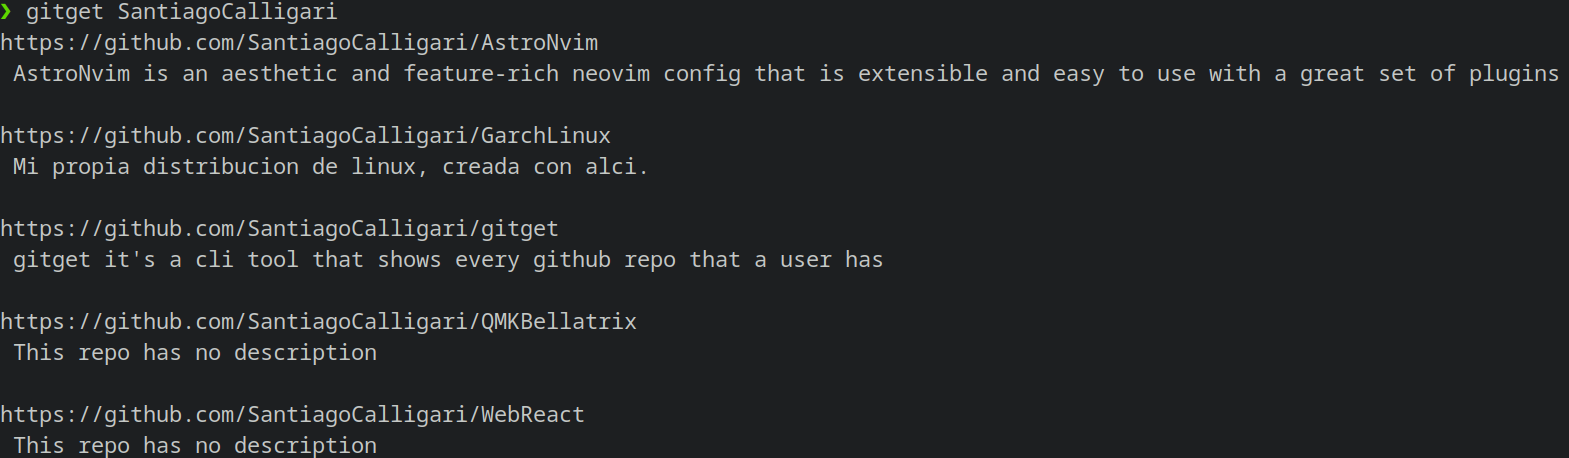 ❯ gitget SantiagoCalligari
https://github.com/SantiagoCalligari/AstroNvim
AstroNvim is an aesthetic and feature-rich neovim config that is extensible and easy to use with a great set of plugins
https://github.com/SantiagoCalligari/GarchLinux
Mi propia distribucion de linux, creada con alci.
https://github.com/SantiagoCalligari/gitget
gitget it's a cli tool that shows every github repo that a user has
https://github.com/SantiagoCalligari/QMKBellatrix
This repo has no description
https://github.com/SantiagoCalligari/WebReact
This repo has no description